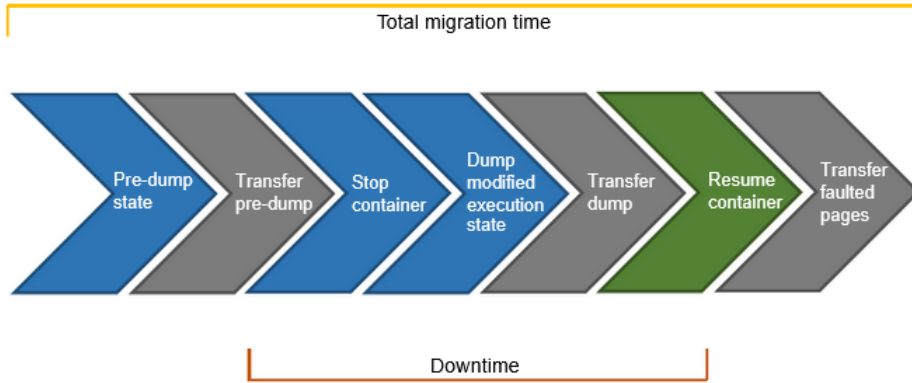 Total migration time
Pre-dump
state
Transfer
pre-dump
Stop
container
Dump
modified
execution
state
Transfer
dump
Resume
container
Transfer
faulted
pages
Downtime